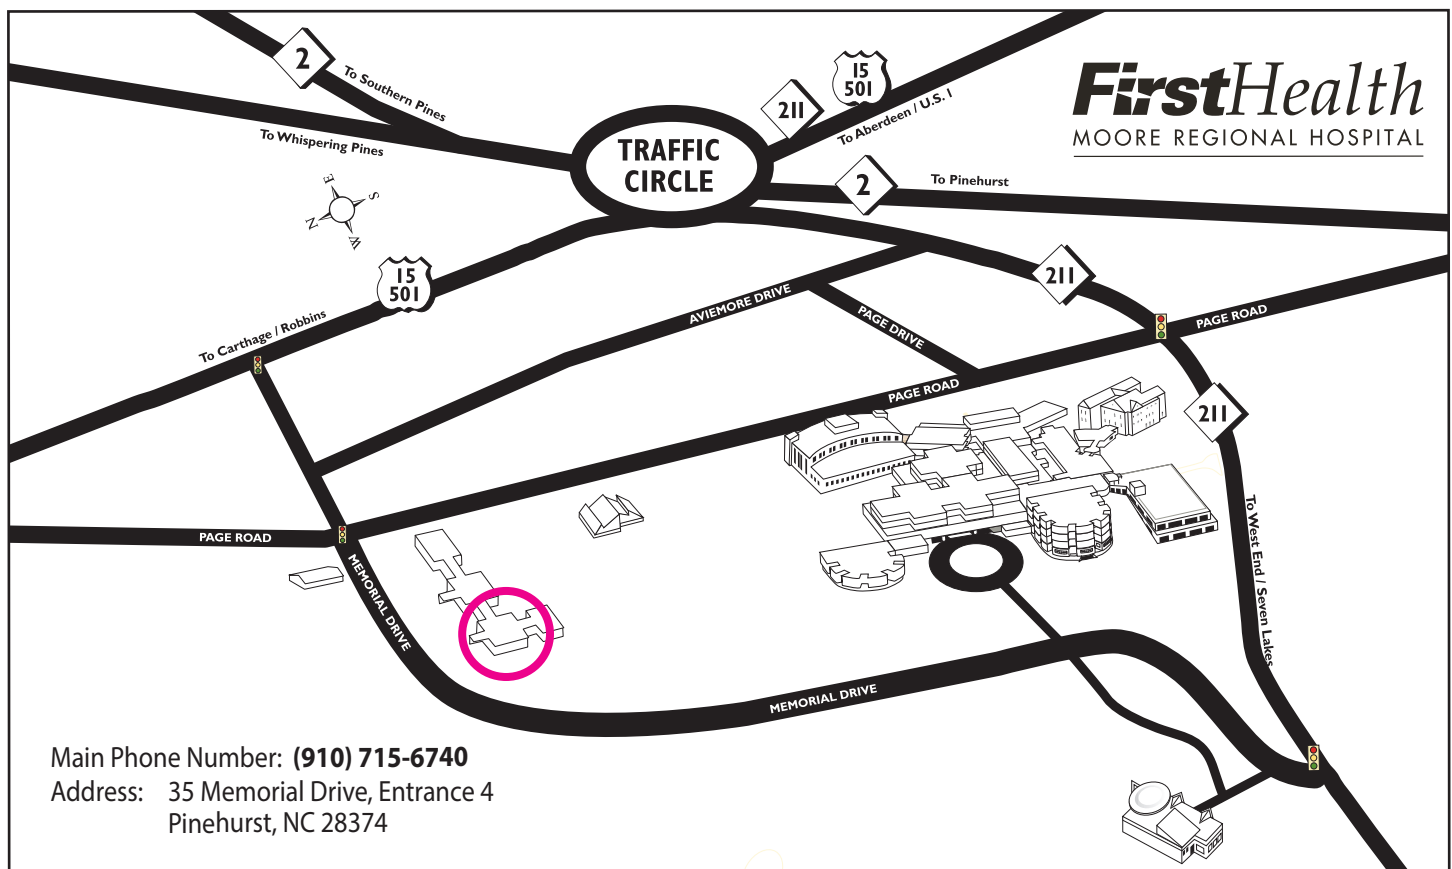 2
To Southern Pines
To Whispering Pines
E
S
N
W
TRAFFIC
CIRCLE
211
15
501
To Aberdeen / U.S. 1
FirstHealth
MOORE REGIONAL HOSPITAL
2
To Pinehurst
15
501
To Carthage / Robbins
AVIEMORE DRIVE
PAGE DRIVE
211
PAGE ROAD
PAGE ROAD
211
To West End / Seven Lakes
PAGE ROAD
MEMORIAL DRIVE
MEMORIAL DRIVE
Main Phone Number: (910) 715-6740
Address: 35 Memorial Drive, Entrance 4
Pinehurst, NC 28374